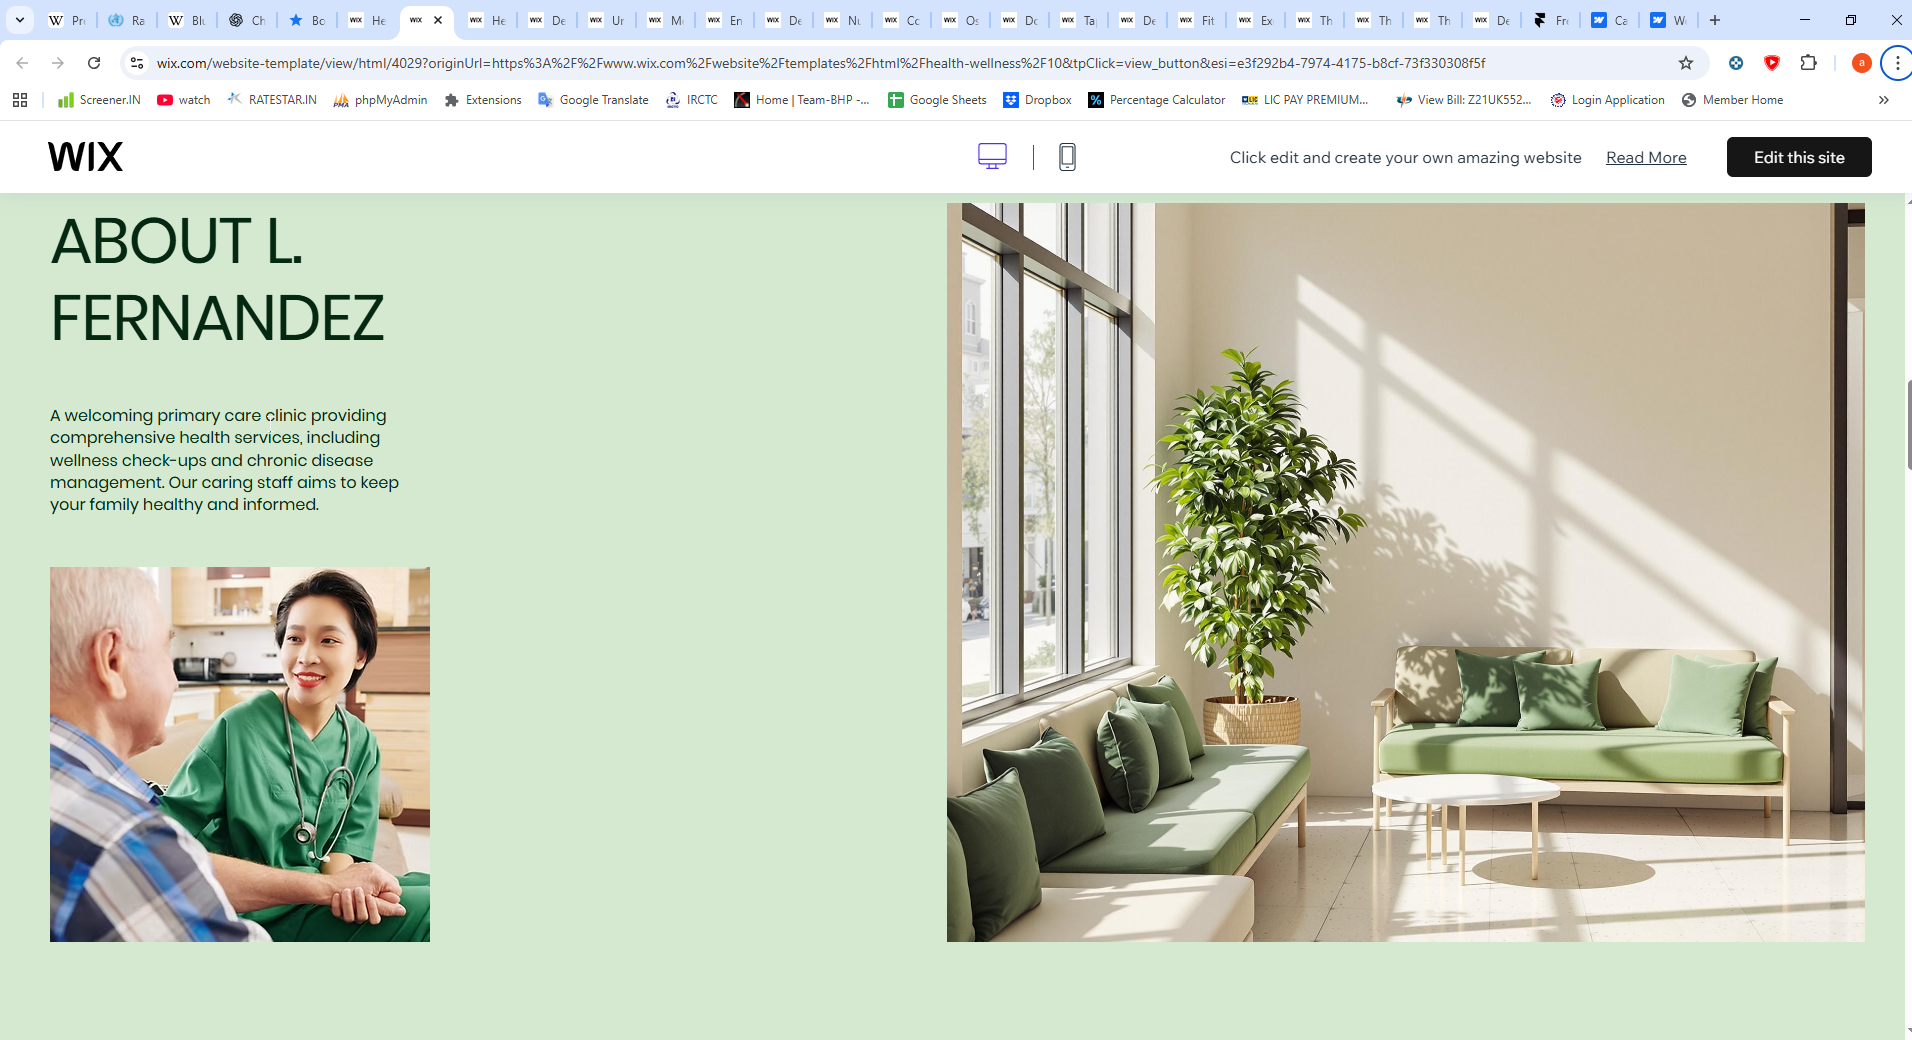 Pr
Ra
Blu
Ch
Bo
He
He
De
Ur
M
En
De
Nu
Co
Os
Do
Ta
De
Fit
Ex
Th
Th
Th
De
Fr
Ca
W
wix.com/website-template/view/html/4029?originUrl=https%3A%2F%2Fwww.wix.com%2Fwebsite%2Ftemplates%2Fhtml%2Fhealth-wellness%2F10&tpClick=view_button&esi=e3f292b4-7974-4175-b8cf-73f330308f5f
a
Screener.IN
watch
RATESTAR.IN
phpMyAdmin
Extensions
Google Translate
IRCTC
Home | Team-BHP -...
Google Sheets
Dropbox
Percentage Calculator
LIC PAY PREMIUM...
View Bill: Z21UK552...
Login Application
Member Home
WIX
Click edit and create your own amazing website
Read More
Edit this site
ABOUT L.
FERNANDEZ
A welcoming primary care clinic providing
comprehensive health services, including
wellness check-ups and chronic disease
management. Our caring staff aims to keep
your family healthy and informed.